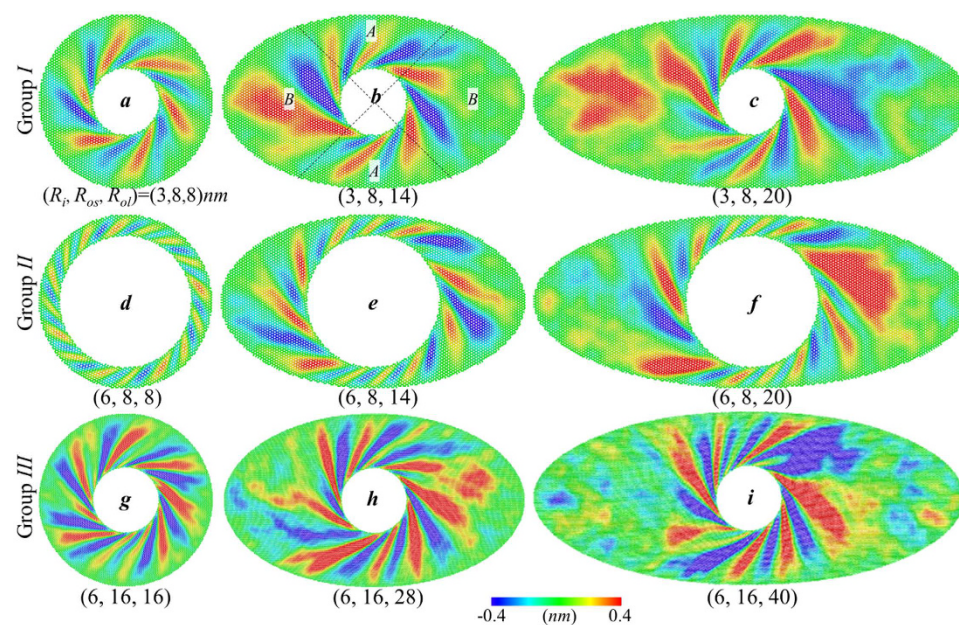 Group I
a
A
B
b
B
A
c
(Ri, Ros, Rol)=(3,8,8)nm
(3, 8, 14)
(3, 8, 20)
Group II
d
e
f
(6, 8, 8)
(6, 8, 14)
(6, 8, 20)
Group III
g
h
i
(6, 16, 16)
(6, 16, 28)
(6, 16, 40)
-0.4 (nm) 0.4